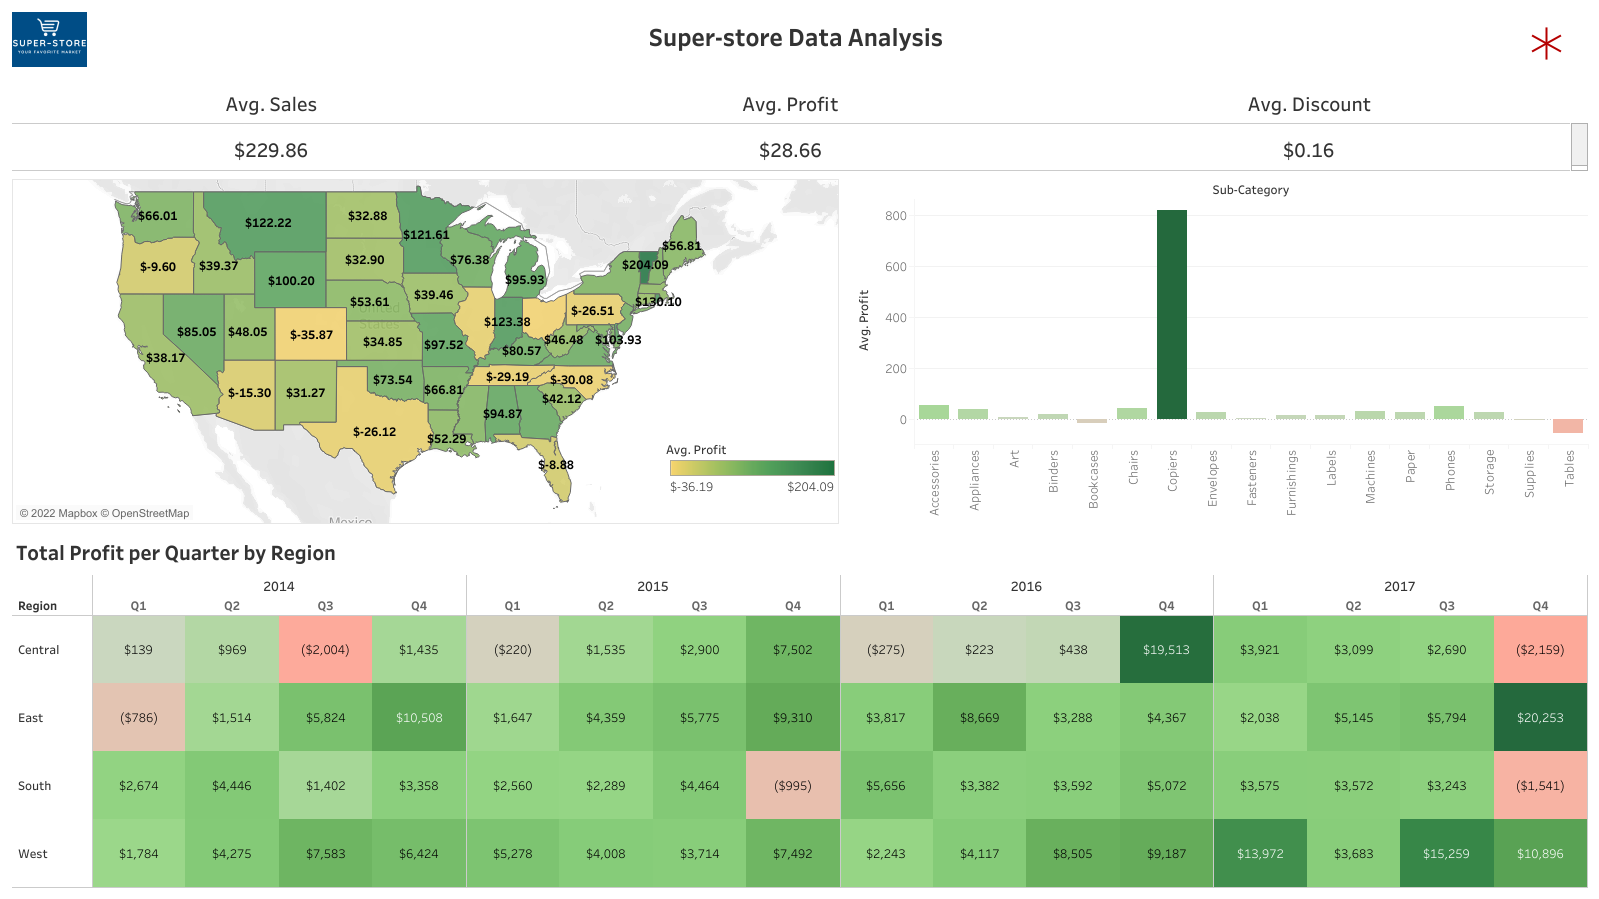 SUPER-STORE
YOUR FAVORITE MARKET
Super-store Data Analysis
Avg. Sales Avg. Profit Avg. Discount
$229.86 $28.66 $0.16
$66.01
$122.22
$32.88
$121.61
$76.38
$56.81
$-9.60
$39.37
$100.20
$32.90
$95.93
$204.09
$39.46
$53.61
United
States
$130.10
$-26.51
$85.05
$48.05
$-35.87
$34.85
$97.52
$123.38
$80.57
$46.48
$103.93
$38.17
$-15.30
$31.27
$73.54
$66.81
$-29.19
$-30.08
$42.12
$94.87
$-26.12
$52.29
$-8.88
Mexico
Avg. Profit
$-36.19 $204.09
© 2022 Mapbox © OpenStreetMap
Sub-Category
Avg. Profit
800
600
400
200
0
Accessories
Appliances
Art
Binders
Bookcases
Chairs
Copiers
Envelopes
Fasteners
Furnishings
Labels
Machines
Paper
Phones
Storage
Supplies
Tables
Total Profit per Quarter by Region
2014 2015 2016 2017
Region Q1 Q2 Q3 Q4 Q1 Q2 Q3 Q4 Q1 Q2 Q3 Q4 Q1 Q2 Q3 Q4
Central $139 $969 ($2,004) $1,435 ($220) $1,535 $2,900 $7,502 ($275) $223 $438 $19,513 $3,921 $3,099 $2,690 ($2,159)
East ($786) $1,514 $5,824 $10,508 $1,647 $4,359 $5,775 $9,310 $3,817 $8,669 $3,288 $4,367 $2,038 $5,145 $5,794 $20,253
South $2,674 $4,446 $1,402 $3,358 $2,560 $2,289 $4,464 ($995) $5,656 $3,382 $3,592 $5,072 $3,575 $3,572 $3,243 ($1,541)
West $1,784 $4,275 $7,583 $6,424 $5,278 $4,008 $3,714 $7,492 $2,243 $4,117 $8,505 $9,187 $13,972 $3,683 $15,259 $10,896